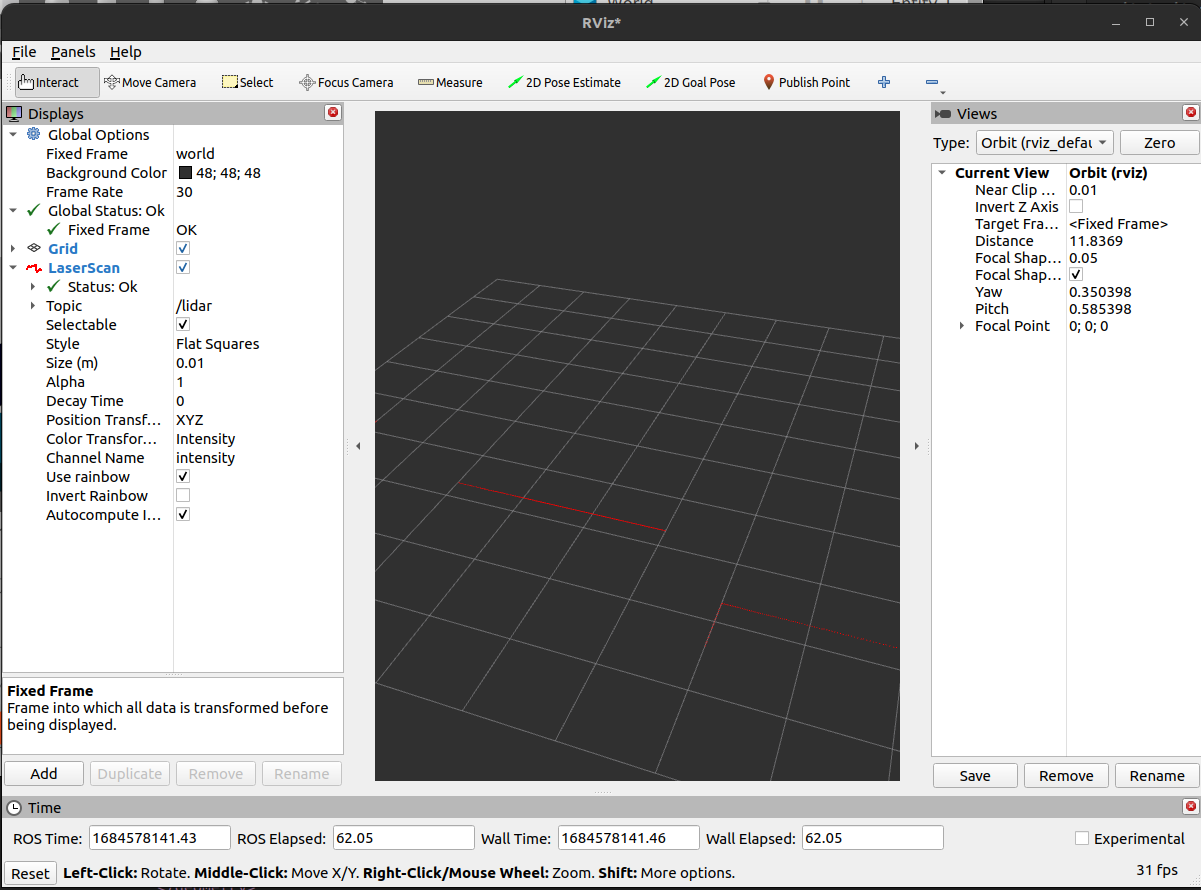 RViz*
File Panels Help
Interact Move Camera Select Focus Camera Measure 2D Pose Estimate 2D Goal Pose Publish Point
Displays
Global Options
Fixed Frame world
Background Color 48; 48; 48
Frame Rate 30
Global Status: Ok
Fixed Frame OK
Grid
LaserScan
Status: Ok
Topic /lidar
Selectable
Style Flat Squares
Size (m) 0.01
Alpha 1
Decay Time 0
Position Transf... XYZ
Color Transfor... Intensity
Channel Name intensity
Use rainbow
Invert Rainbow
Autocompute I...
Fixed Frame
Frame into which all data is transformed before
being displayed.
Add Duplicate Remove Rename
Views
Type: Orbit (rviz_defau Zero
Current View Orbit (rviz)
Near Clip ... 0.01
Invert Z Axis
Target Fra... <Fixed Frame>
Distance 11.8369
Focal Shap... 0.05
Focal Shap...
Yaw 0.350398
Pitch 0.585398
Focal Point 0; 0; 0
Save Remove Rename
Time
ROS Time: 1684578141.43 ROS Elapsed: 62.05 Wall Time: 1684578141.46 Wall Elapsed: 62.05 Experimental
Reset Left-Click: Rotate. Middle-Click: Move X/Y. Right-Click/Mouse Wheel: Zoom. Shift: More options. 31 fps